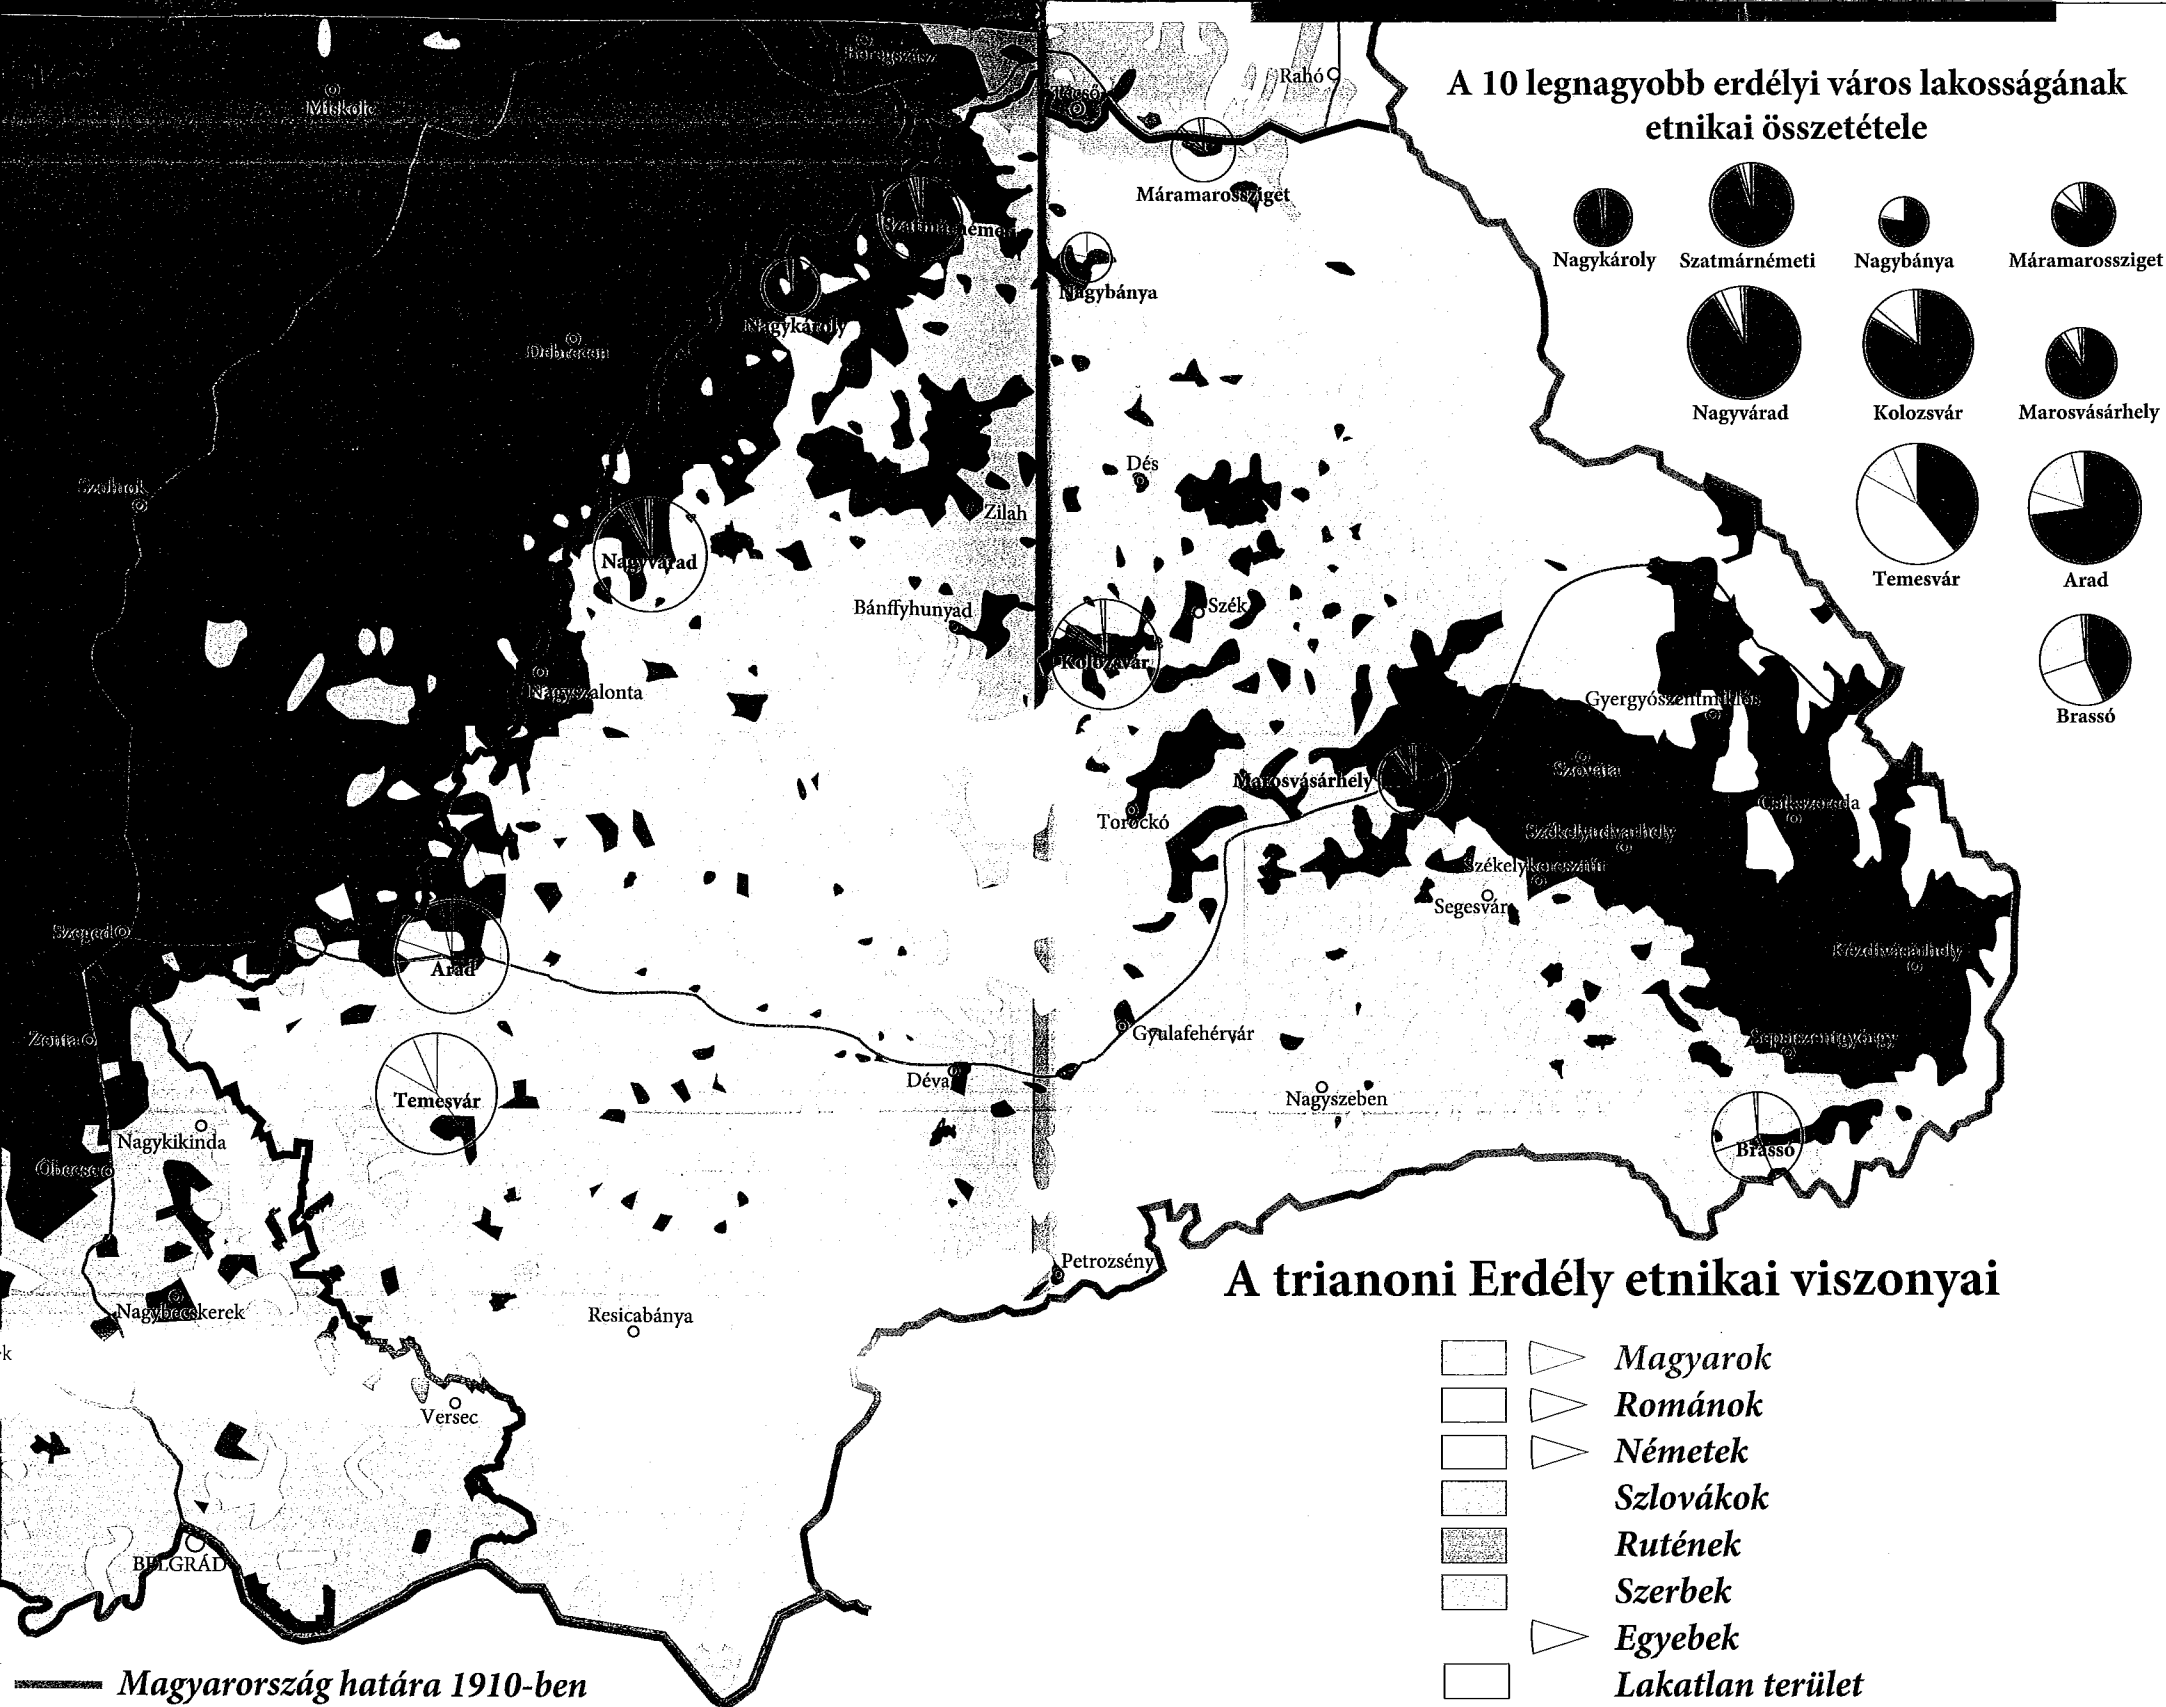 A 10 legnagyobb erdélyi város lakosságának
etnikai összetétele
Nagykároly
Szatmárnémeti
Nagybánya
Máramarossziget
Nagyvárad
Kolozsvár
Marosvásárhely
Temesvár
Arad
Brassó
Beregszász
Rahó
Miskolc
Máramarossziget
Szatmárnémeti
Nagybánya
Nagykároly
Debrecen
Dés
Szolnok
Zilah
Nagyvárad
Bánffyhunyad
Szék
Kolozsvár
Nagyszalonta
Gyergyószentmiklós
Szováta
Marosvásárhely
Csíkszereda
Torockó
Székelyudvarhely
Székelykeresztúr
Segesvár
Szeged
Kézdivásárhely
Arad
Gyulafehérvár
Zenta
Sepsiszentgyörgy
Déva
Temesvár
Nagyszeben
Nagykikinda
Brassó
Óbecse
Petrozsény
A trianoni Erdély etnikai viszonyai
Nagybecskerek
Resicabánya
k
Versec
BELGRÁD
Magyarok
Románok
Németek
Szlovákok
Rutének
Szerbek
Egyebek
Lakatlan terület
Magyarország határa 1910-ben